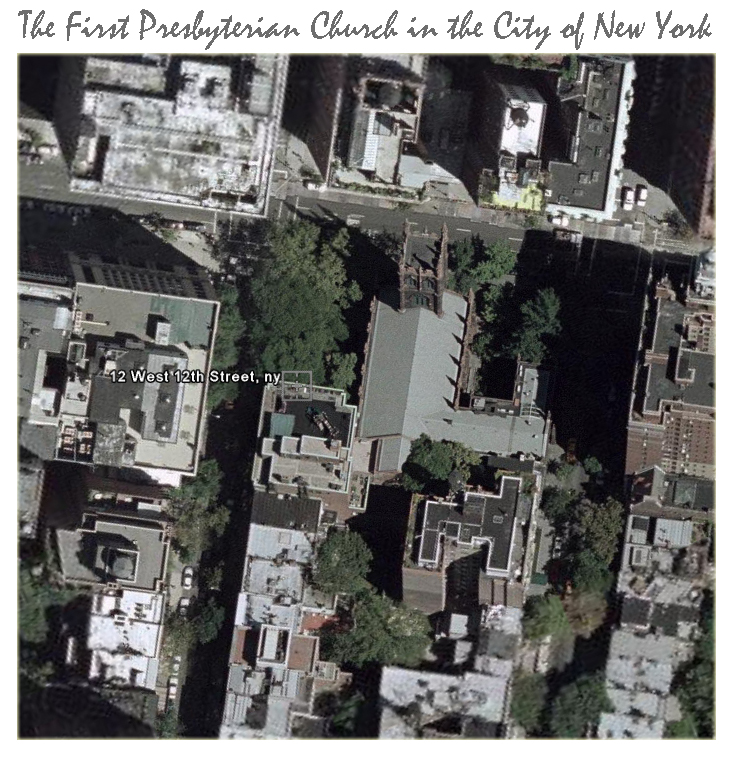 The First Presbyterian Church in the City of New York
12 West 12th Street, ny